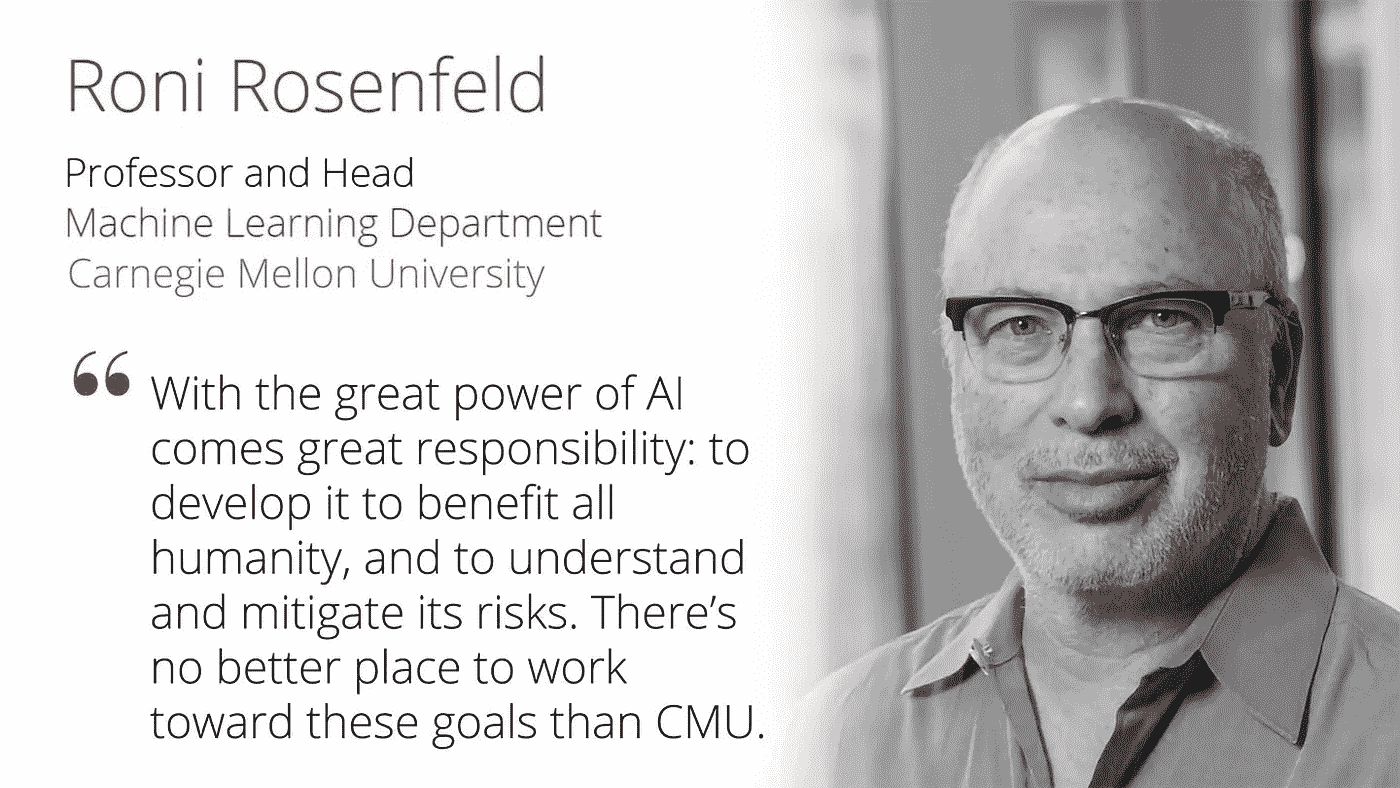 Roni Rosenfeld
Professor and Head
Machine Learning Department
Carnegie Mellon University
“ With the great power of AI
comes great responsibility: to
develop it to benefit all
humanity, and to understand
and mitigate its risks. There’s
no better place to work
toward these goals than CMU.